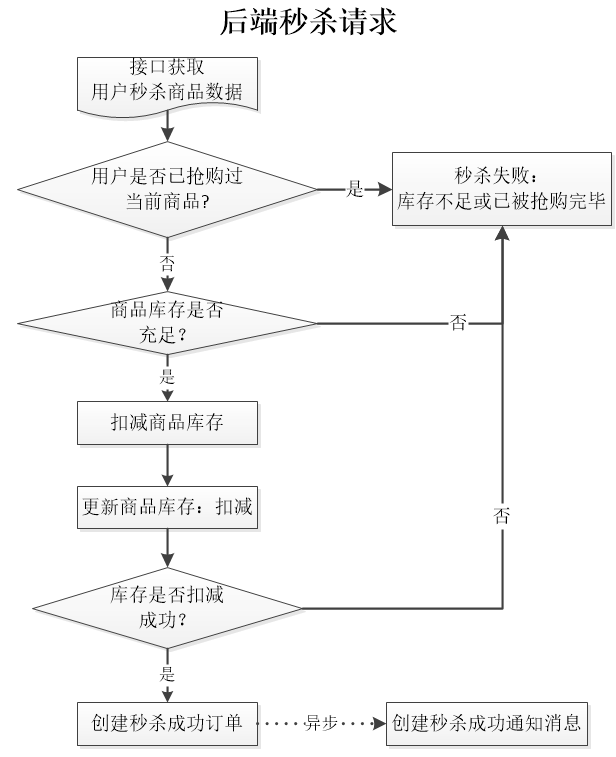 后端秒杀请求
接口获取
用户秒杀商品数据
用户是否已抢购过
当前商品?
是
秒杀失败：
库存不足或已被抢购完毕
否
商品库存是否
充足?
否
是
扣减商品库存
更新商品库存：扣减
否
库存是否扣减
成功?
是
创建秒杀成功订单
异步
创建秒杀成功通知消息